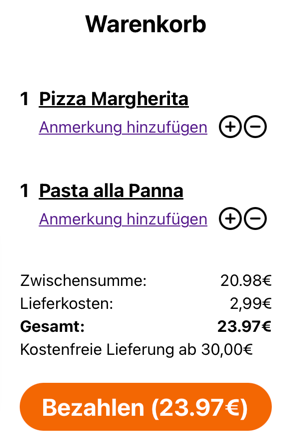 Warenkorb
1 Pizza Margherita
Anmerkung hinzufügen
1 Pasta alla Panna
Anmerkung hinzufügen
Zwischensumme: 20.98€
Lieferkosten: 2,99€
Gesamt: 23.97€
Kostenfreie Lieferung ab 30,00€
Bezahlen (23.97€)